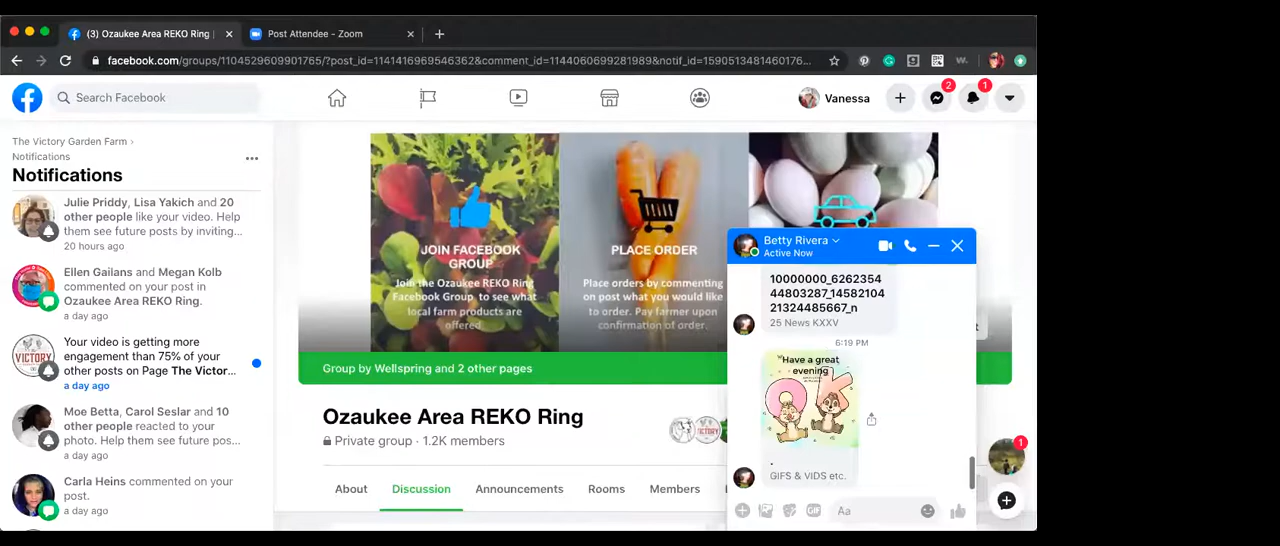 (3) Ozaukee Area REKO Ring |
Post Attendee - Zoom
facebook.com/groups/1104529609901765/?post_id=1141416969546362&comment_id=1144060699281989&notif_id=1590513481460176...
Search Facebook
Vanessa
2
1
The Victory Garden Farm ›
Notifications
Notifications
Julie Priddy, Lisa Yakich and 20
other people like your video. Help
them see future posts by inviting...
20 hours ago
Ellen Gailans and Megan Kolb
commented on your post in
Ozaukee Area REKO Ring.
a day ago
Your video is getting more
engagement than 75% of your
other posts on Page The Victor...
a day ago
Moe Betta, Carol Seslar and 10
other people reacted to your
photo. Help them see future po...
a day ago
Carla Heins commented on your
post.
a day ago
JOIN FACEBOOK
GROUP
Join the Ozaukee REKO Ring
Facebook Group to see what
local farm products are
offered
PLACE ORDER
Place orders by commenting
on post what you would like
to order. Pay farmer upon
confirmation of order.
Group by Wellspring and 2 other pages
Ozaukee Area REKO Ring
Private group · 1.2K members
About
Discussion
Announcements
Rooms
Members
Betty Rivera
Active Now
10000000_6262354
44803287_14582104
21324485667_n
25 News KXXV
6:19 PM
Have a great
evening
OK
.
GIFS & VIDS etc.
GIF
Aa
1